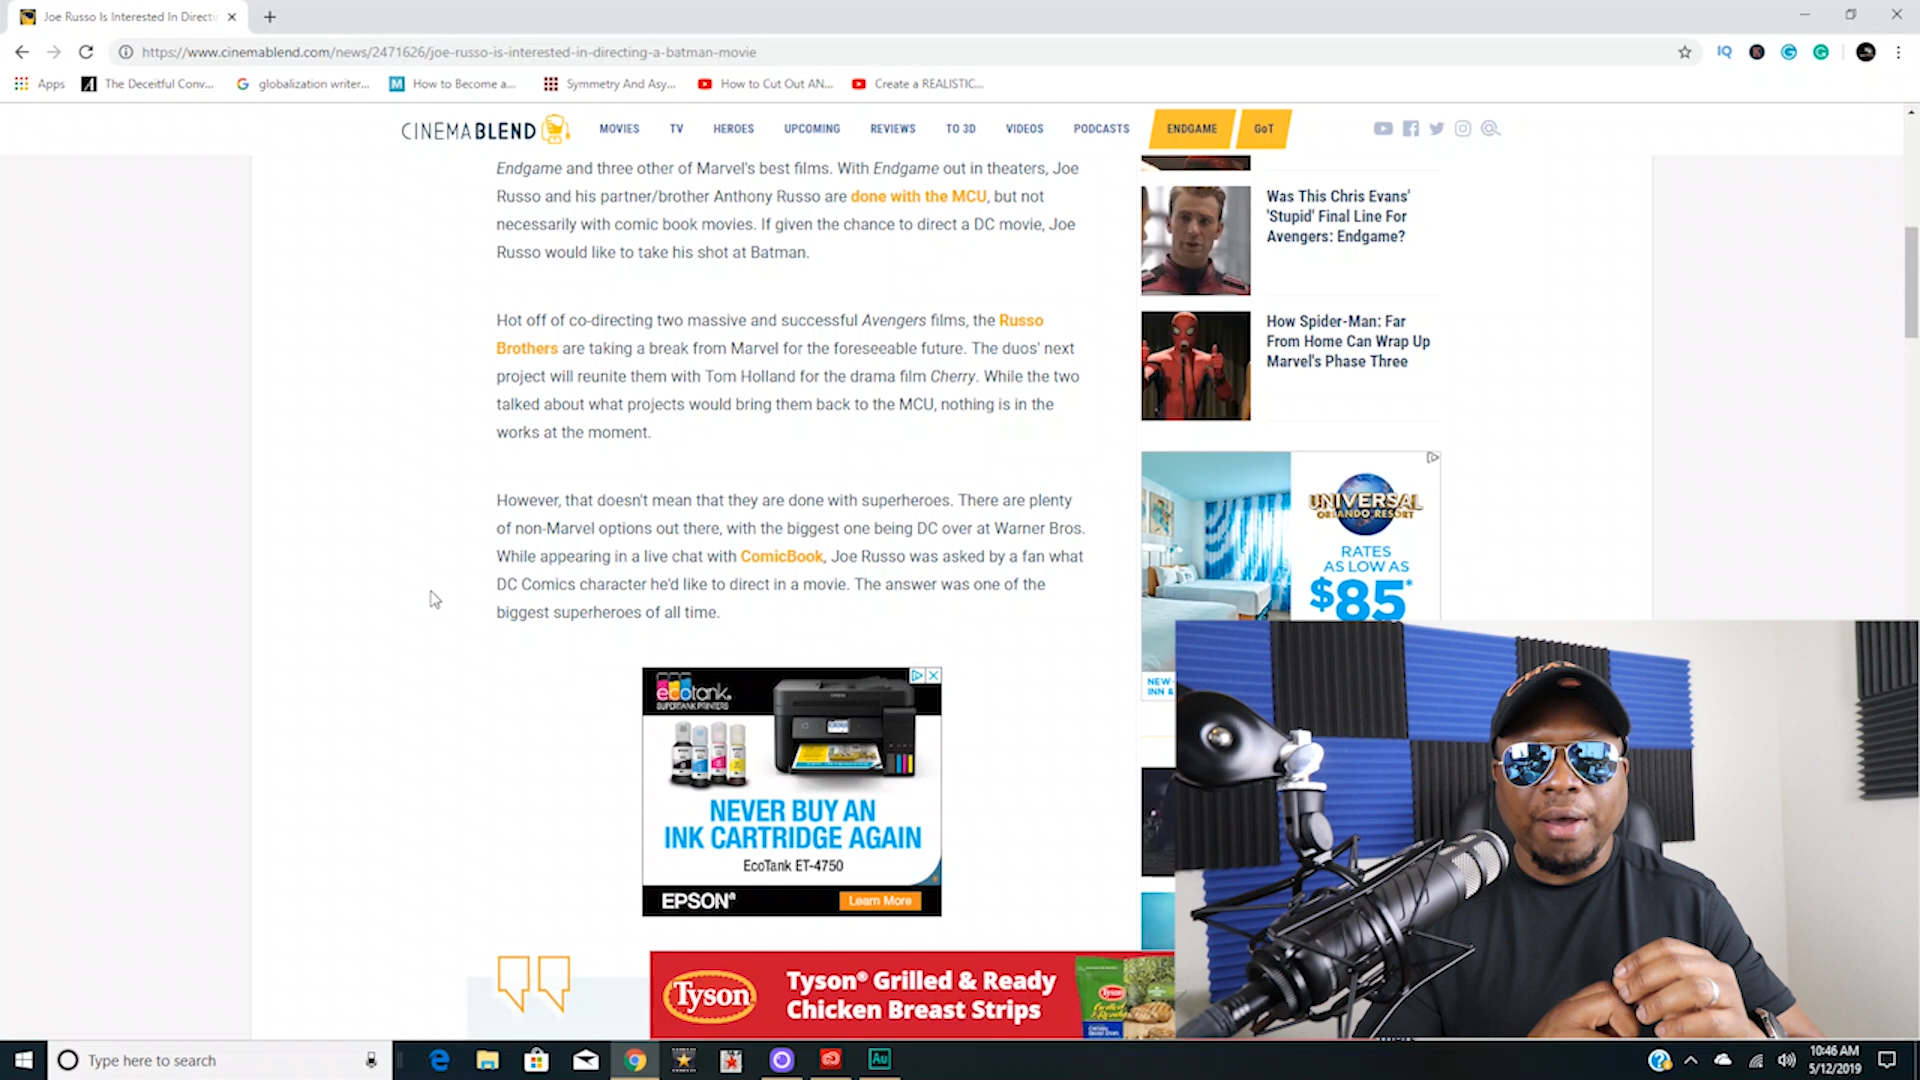 Joe Russo Is Interested In Directi
https://www.cinemablend.com/news/2471626/joe-russo-is-interested-in-directing-a-batman-movie
IQ
Apps
The Deceitful Conv...
globalization writer...
How to Become a...
Symmetry And Asy...
How to Cut Out AN...
Create a REALISTIC...
CINEMABLEND
MOVIES
TV
HEROES
UPCOMING
REVIEWS
TO 3D
VIDEOS
PODCASTS
ENDGAME
GoT
Endgame and three other of Marvel's best films. With Endgame out in theaters, Joe
Russo and his partner/brother Anthony Russo are done with the MCU, but not
necessarily with comic book movies. If given the chance to direct a DC movie, Joe
Russo would like to take his shot at Batman.
Hot off of co-directing two massive and successful Avengers films, the Russo
Brothers are taking a break from Marvel for the foreseeable future. The duos' next
project will reunite them with Tom Holland for the drama film Cherry. While the two
talked about what projects would bring them back to the MCU, nothing is in the
works at the moment.
However, that doesn't mean that they are done with superheroes. There are plenty
of non-Marvel options out there, with the biggest one being DC over at Warner Bros.
While appearing in a live chat with ComicBook, Joe Russo was asked by a fan what
DC Comics character he'd like to direct in a movie. The answer was one of the
biggest superheroes of all time.
Was This Chris Evans'
'Stupid' Final Line For
Avengers: Endgame?
How Spider-Man: Far
From Home Can Wrap Up
Marvel's Phase Three
UNIVERSAL
ORLANDO RESORT
RATES
AS LOW AS
$85*
NEW-
INN &
ecotank
SUPERTANK PRINTERS
NEVER BUY AN
INK CARTRIDGE AGAIN
EcoTank ET-4750
EPSON
Learn More
Tyson
Tyson® Grilled & Ready
Chicken Breast Strips
Type here to search
Au
10:46 AM
5/12/2019